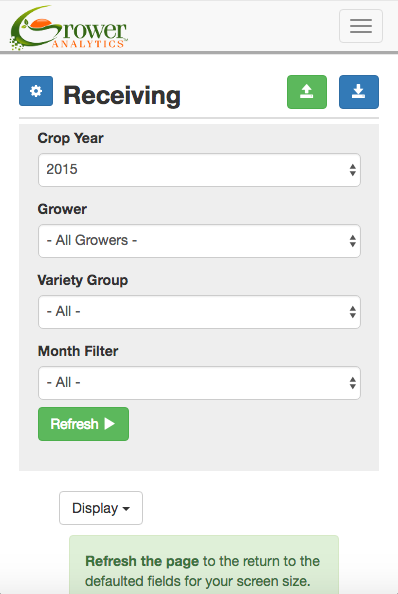 Grower
ANALYTICS
Receiving
Crop Year
2015
Grower
- All Growers -
Variety Group
- All -
Month Filter
- All -
Refresh
Display
Refresh the page to the return to the
defaulted fields for your screen size.